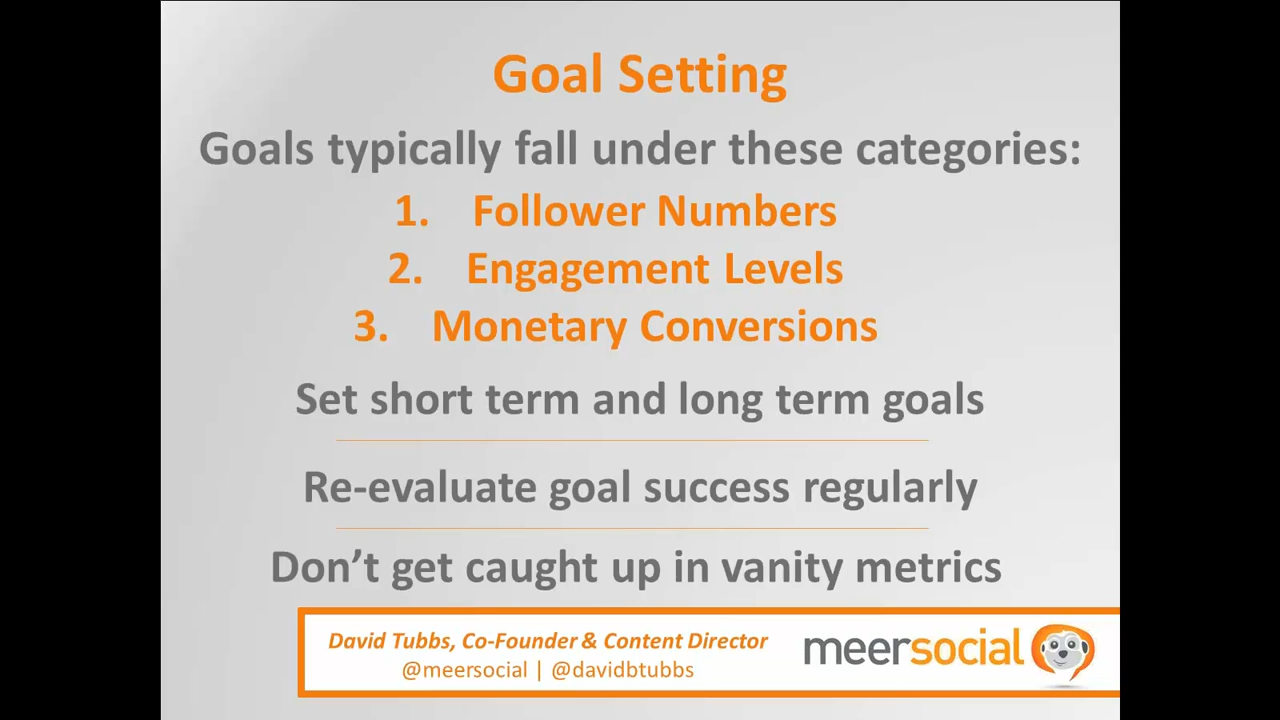 Goal Setting
Goals typically fall under these categories:
1. Follower Numbers
2. Engagement Levels
3. Monetary Conversions
Set short term and long term goals
Re-evaluate goal success regularly
Don't get caught up in vanity metrics
David Tubbs, Co-Founder & Content Director
@meersocial | @davidbtubbs
meersocial